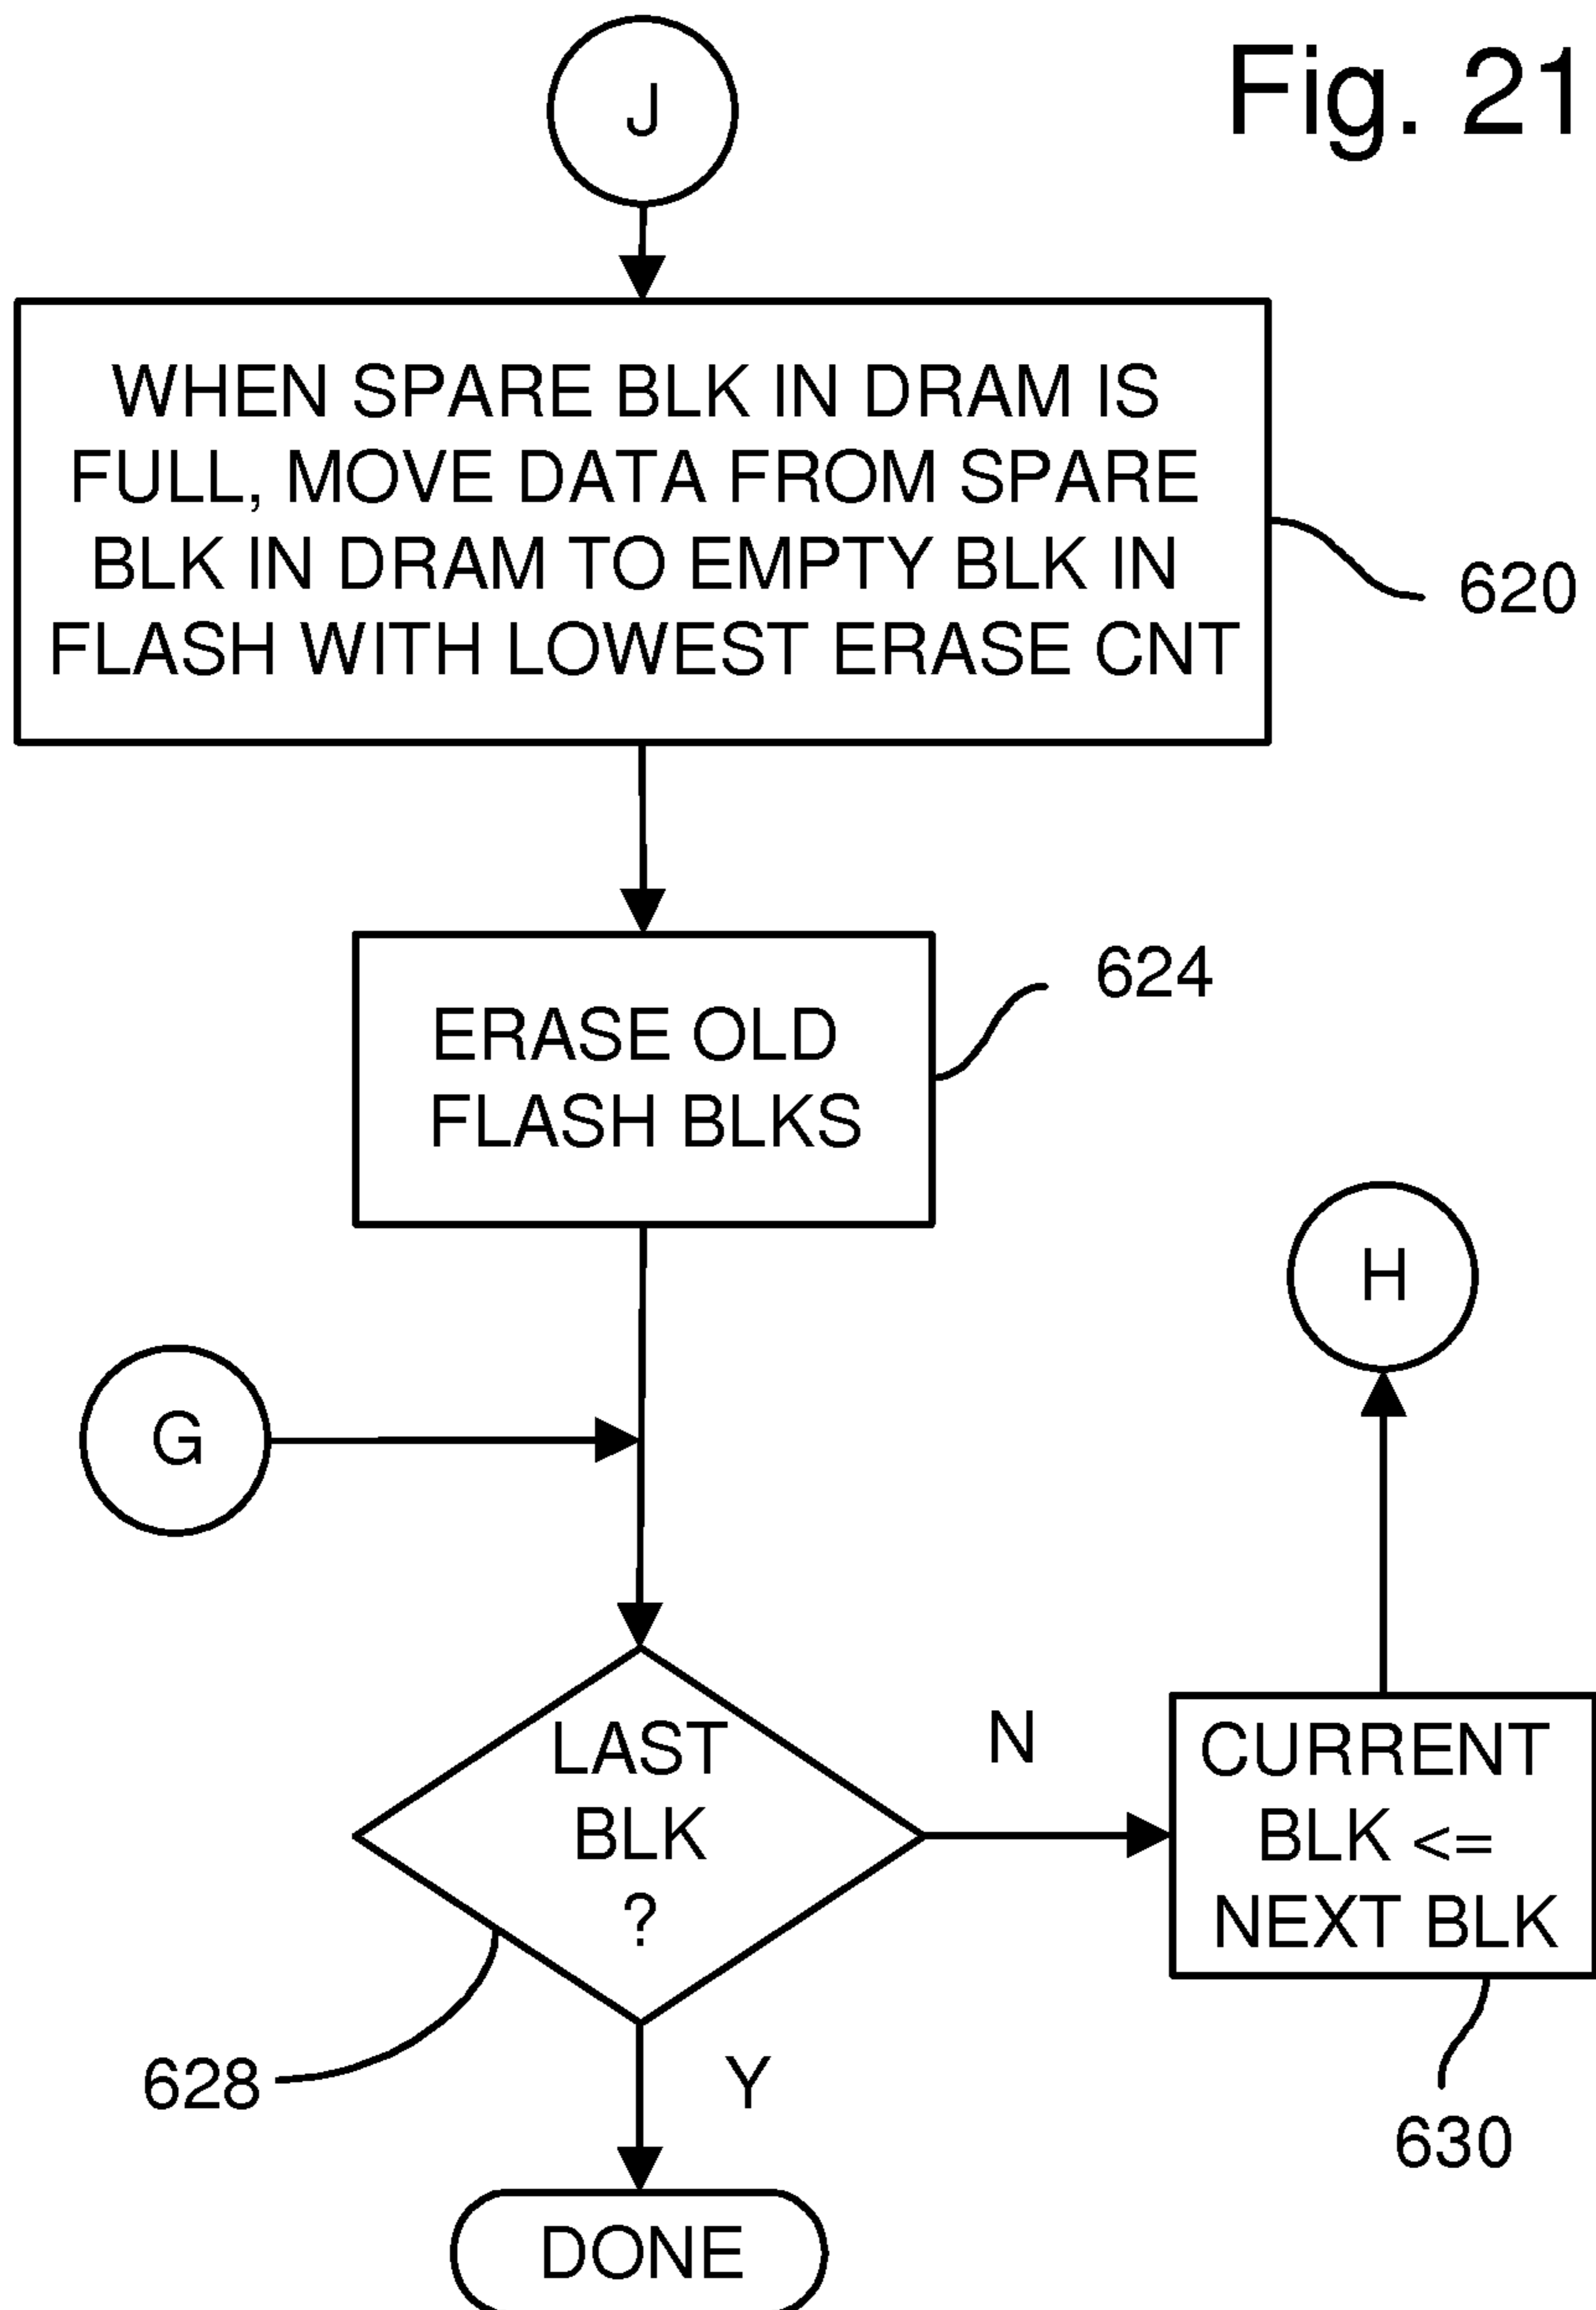 Fig. 21
J
WHEN SPARE BLK IN DRAM IS
FULL, MOVE DATA FROM SPARE
BLK IN DRAM TO EMPTY BLK IN
FLASH WITH LOWEST ERASE CNT
620
624
ERASE OLD
FLASH BLKS
H
G
LAST
BLK
?
N
CURRENT
BLK <=
NEXT BLK
628
Y
630
DONE